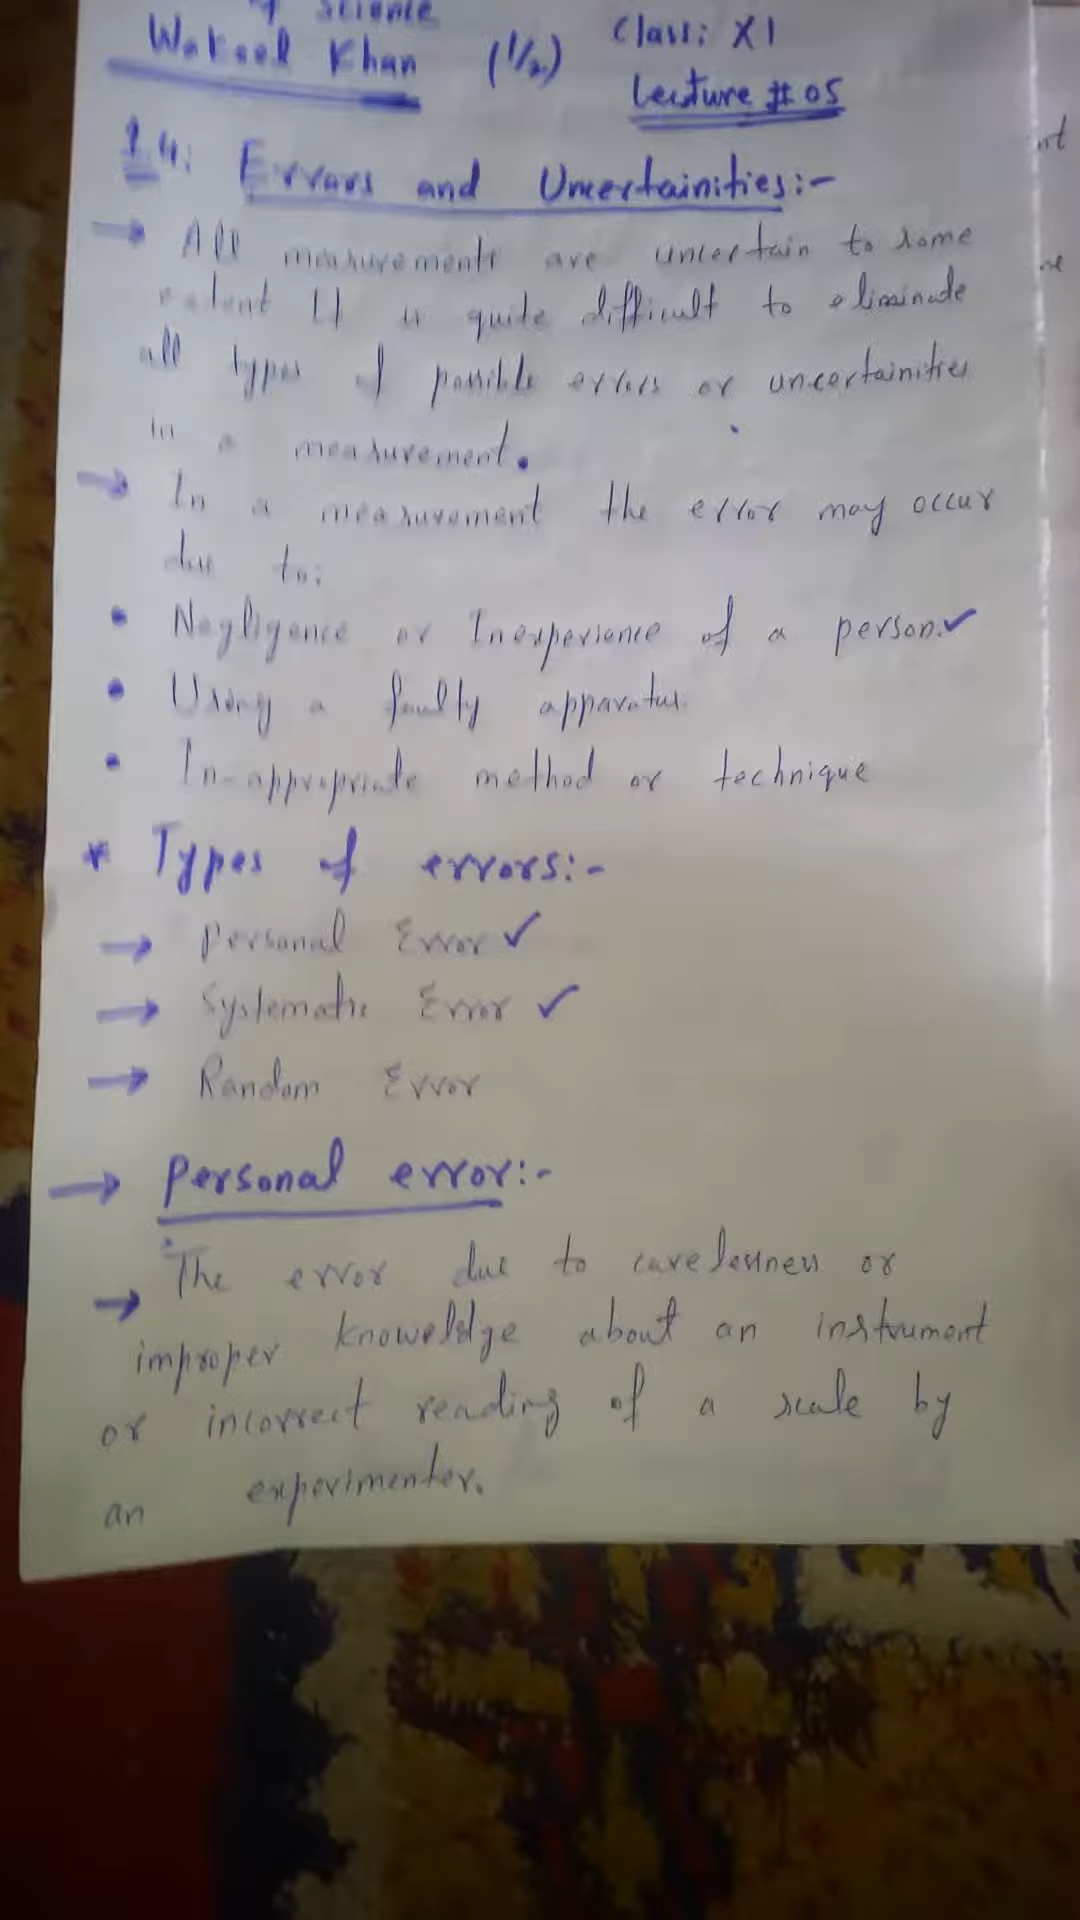 Science
Wakeel Khan (1/2) Class: XI
Lecture # 05
1.4: Errors and Uncertainities:-
→ All measurements are uncertain to some
extent It is quite difficult to eliminate
all types of possible errors or uncertainities
in a measurement.
→ In a measurement the error may occur
due to:
• Negligence or Inexperience of a person. ✓
• Using a faulty apparatus.
• In-appropriate method or technique
* Types of errors:-
→ Personal Error ✓
→ Systematic Error ✓
→ Random Error
→ Personal error:-
→ The error due to carelessness or
improper knoweldge about an instrument
or incorrect reading of a scale by
an experimenter.